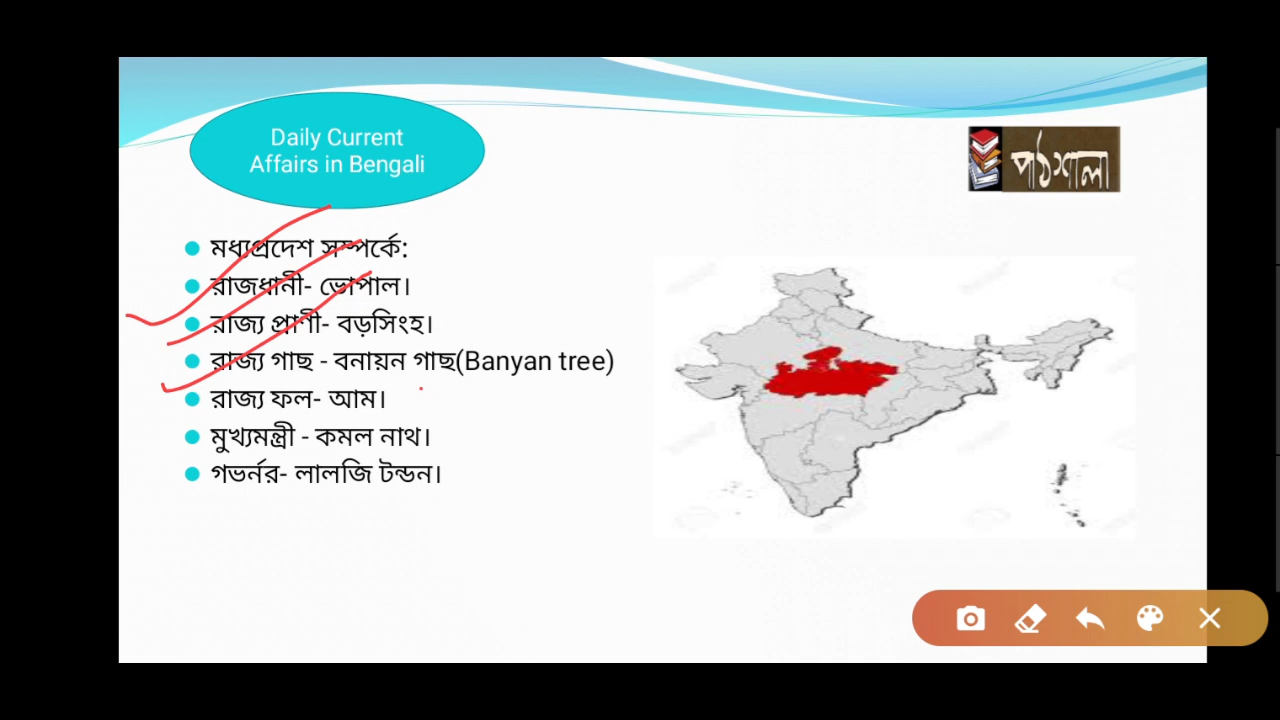 Daily Current
Affairs in Bengali
পাঠশালা
মধ্যপ্রদেশ সম্পর্কে:
রাজধানী- ভোপাল।
রাজ্য প্রাণী- বড়সিংহ।
রাজ্য গাছ - বনায়ন গাছ(Banyan tree)
রাজ্য ফল- আম।
মুখ্যমন্ত্রী - কমল নাথ।
গভর্নর- লালজি টন্ডন।